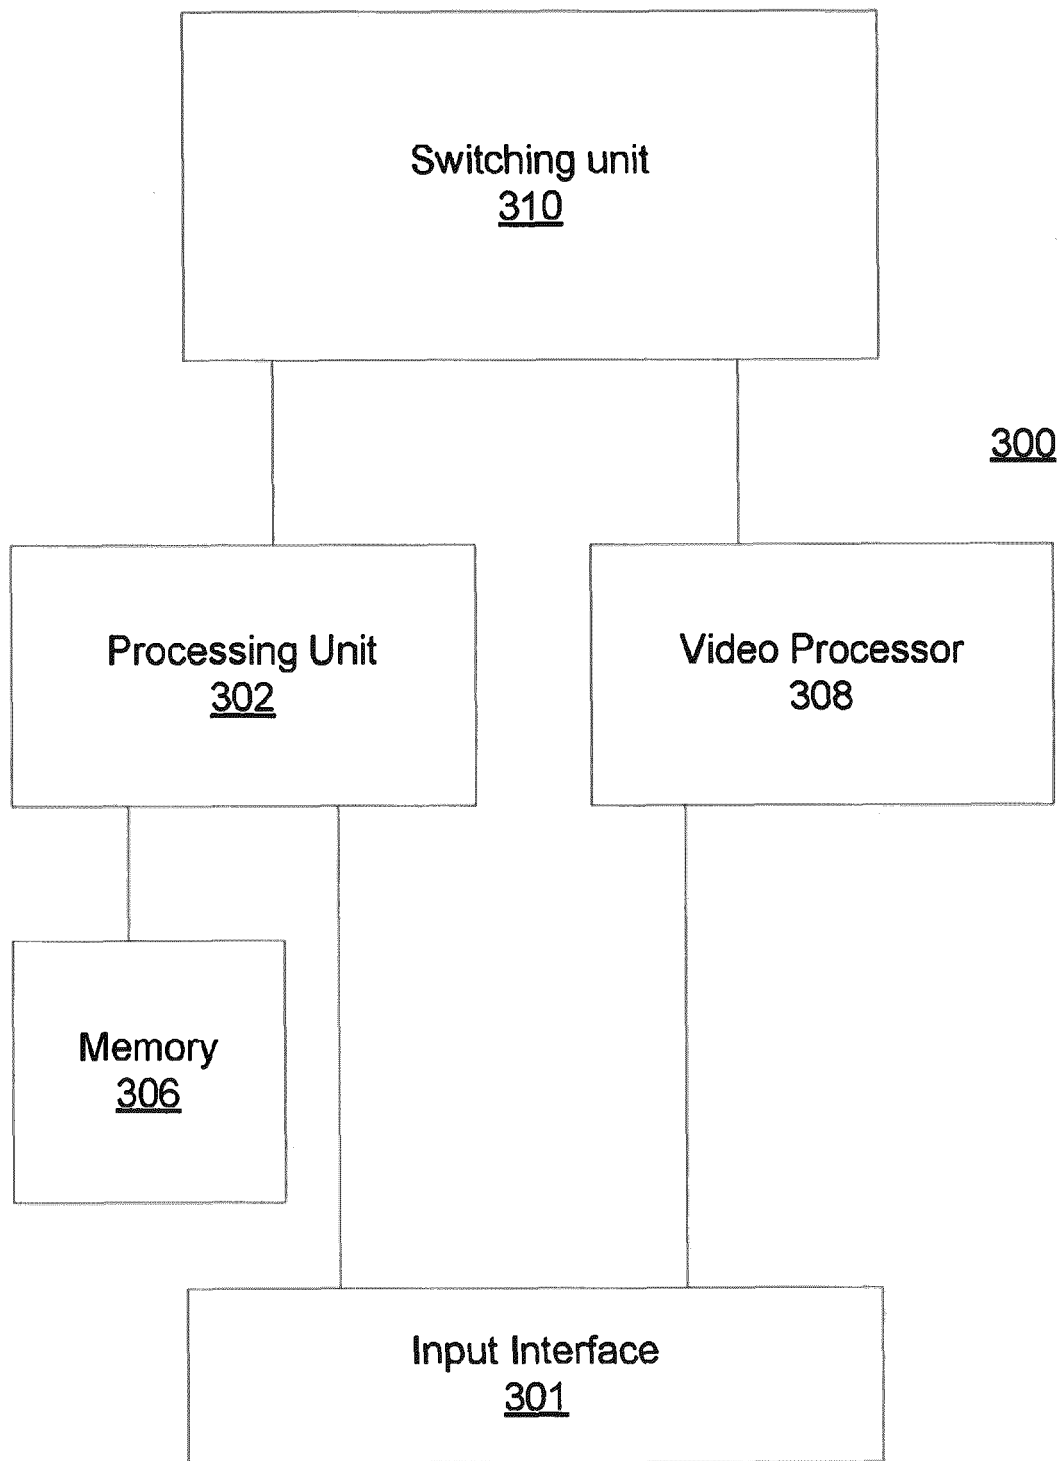 Switching unit
310
300
Processing Unit
302
Video Processor
308
Memory
306
Input Interface
301